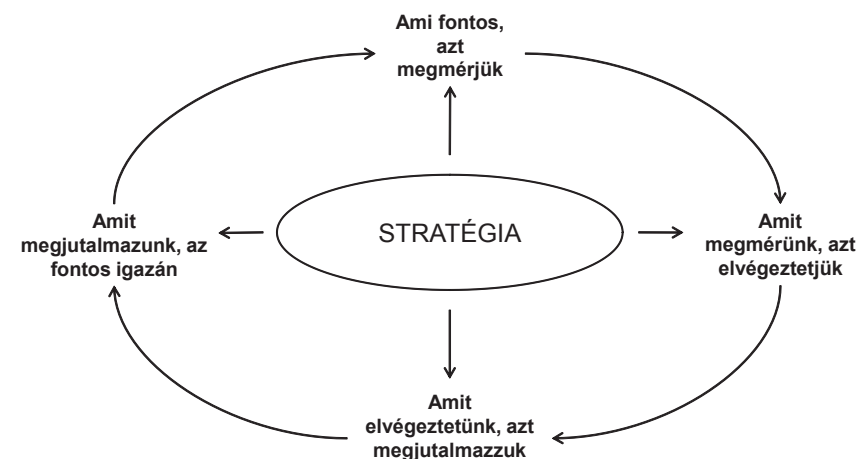 Ami fontos,
azt
megmérjük
Amit
megjutalmazunk, az
fontos igazán
STRATÉGIA
Amit
megmérünk, azt
elvégeztetjük
Amit
elvégeztetünk, azt
megjutalmazzuk